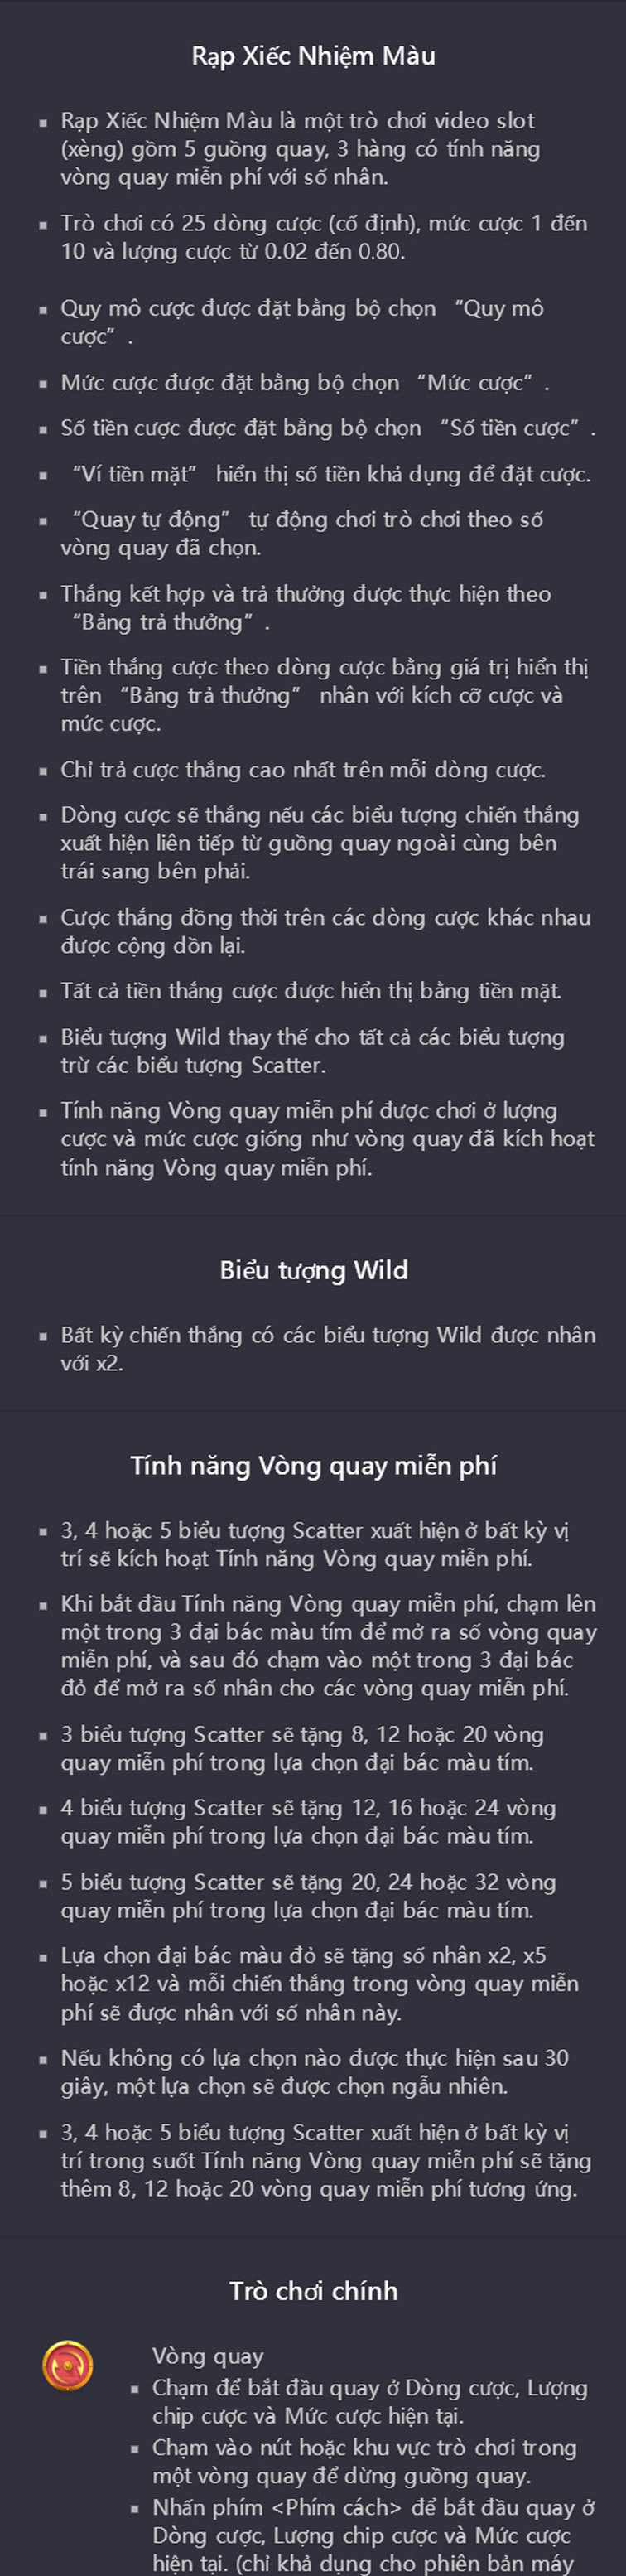 Rạp Xiếc Nhiệm Màu
▪ Rạp Xiếc Nhiệm Màu là một trò chơi video slot
(xèng) gồm 5 guồng quay, 3 hàng có tính năng
vòng quay miễn phí với số nhân.
▪ Trò chơi có 25 dòng cược (cố định), mức cược 1 đến
10 và lượng cược từ 0.02 đến 0.80.
▪ Quy mô cược được đặt bằng bộ chọn “Quy mô
cược” .
▪ Mức cược được đặt bằng bộ chọn “Mức cược” .
▪ Số tiền cược được đặt bằng bộ chọn “Số tiền cược” .
▪ “Ví tiền mặt” hiển thị số tiền khả dụng để đặt cược.
▪ “Quay tự động” tự động chơi trò chơi theo số
vòng quay đã chọn.
▪ Thắng kết hợp và trả thưởng được thực hiện theo
“Bảng trả thưởng” .
▪ Tiền thắng cược theo dòng cược bằng giá trị hiển thị
trên “Bảng trả thưởng” nhân với kích cỡ cược và
mức cược.
▪ Chỉ trả cược thắng cao nhất trên mỗi dòng cược.
▪ Dòng cược sẽ thắng nếu các biểu tượng chiến thắng
xuất hiện liên tiếp từ guồng quay ngoài cùng bên
trái sang bên phải.
▪ Cược thắng đồng thời trên các dòng cược khác nhau
được cộng dồn lại.
▪ Tất cả tiền thắng cược được hiển thị bằng tiền mặt.
▪ Biểu tượng Wild thay thế cho tất cả các biểu tượng
trừ các biểu tượng Scatter.
▪ Tính năng Vòng quay miễn phí được chơi ở lượng
cược và mức cược giống như vòng quay đã kích hoạt
tính năng Vòng quay miễn phí.
Biểu tượng Wild
▪ Bất kỳ chiến thắng có các biểu tượng Wild được nhân
với x2.
Tính năng Vòng quay miễn phí
▪ 3, 4 hoặc 5 biểu tượng Scatter xuất hiện ở bất kỳ vị
trí sẽ kích hoạt Tính năng Vòng quay miễn phí.
▪ Khi bắt đầu Tính năng Vòng quay miễn phí, chạm lên
một trong 3 đại bác màu tím để mở ra số vòng quay
miễn phí, và sau đó chạm vào một trong 3 đại bác
đỏ để mở ra số nhân cho các vòng quay miễn phí.
▪ 3 biểu tượng Scatter sẽ tặng 8, 12 hoặc 20 vòng
quay miễn phí trong lựa chọn đại bác màu tím.
▪ 4 biểu tượng Scatter sẽ tặng 12, 16 hoặc 24 vòng
quay miễn phí trong lựa chọn đại bác màu tím.
▪ 5 biểu tượng Scatter sẽ tặng 20, 24 hoặc 32 vòng
quay miễn phí trong lựa chọn đại bác màu tím.
▪ Lựa chọn đại bác màu đỏ sẽ tặng số nhân x2, x5
hoặc x12 và mỗi chiến thắng trong vòng quay miễn
phí sẽ được nhân với số nhân này.
▪ Nếu không có lựa chọn nào được thực hiện sau 30
giây, một lựa chọn sẽ được chọn ngẫu nhiên.
▪ 3, 4 hoặc 5 biểu tượng Scatter xuất hiện ở bất kỳ vị
trí trong suốt Tính năng Vòng quay miễn phí sẽ tặng
thêm 8, 12 hoặc 20 vòng quay miễn phí tương ứng.
Trò chơi chính
Vòng quay
▪ Chạm để bắt đầu quay ở Dòng cược, Lượng
chip cược và Mức cược hiện tại.
▪ Chạm vào nút hoặc khu vực trò chơi trong
một vòng quay để dừng guồng quay.
▪ Nhấn phím <Phím cách> để bắt đầu quay ở
Dòng cược, Lượng chip cược và Mức cược
hiện tại. (chỉ khả dụng cho phiên bản máy